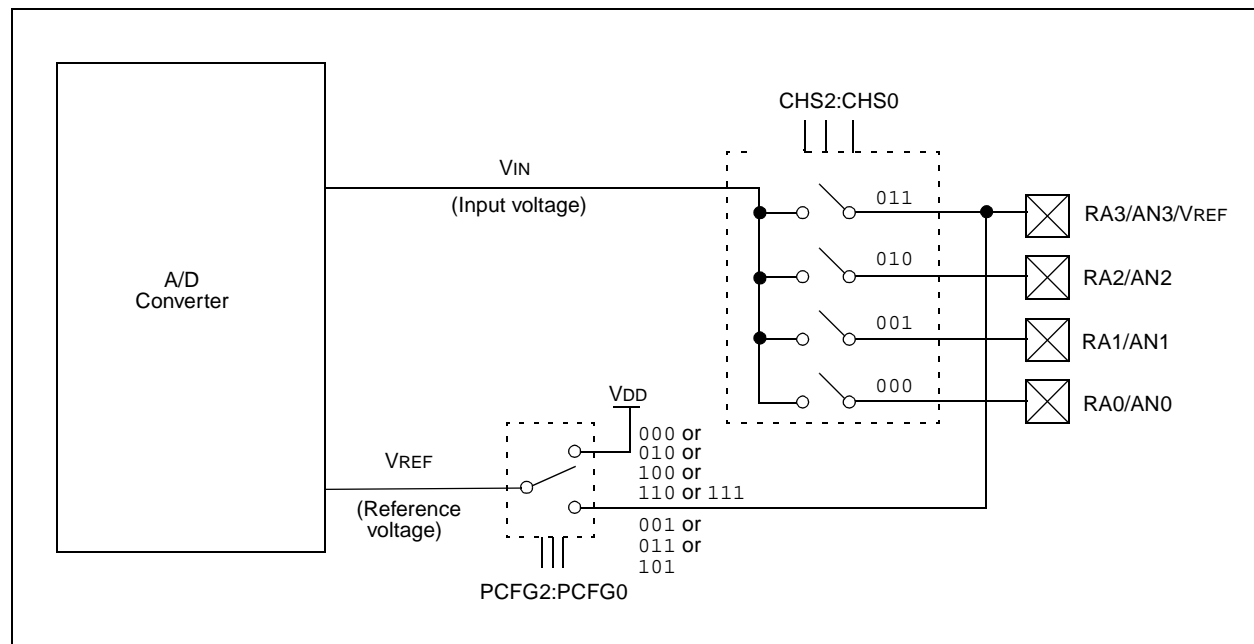 CHS2:CHS0
VIN
(Input voltage)
011
RA3/AN3/VREF
010
RA2/AN2
A/D
Converter
001
RA1/AN1
000
RA0/AN0
VDD
000 or
010 or
100 or
110 or 111
VREF
(Reference
voltage)
001 or
011 or
101
PCFG2:PCFG0